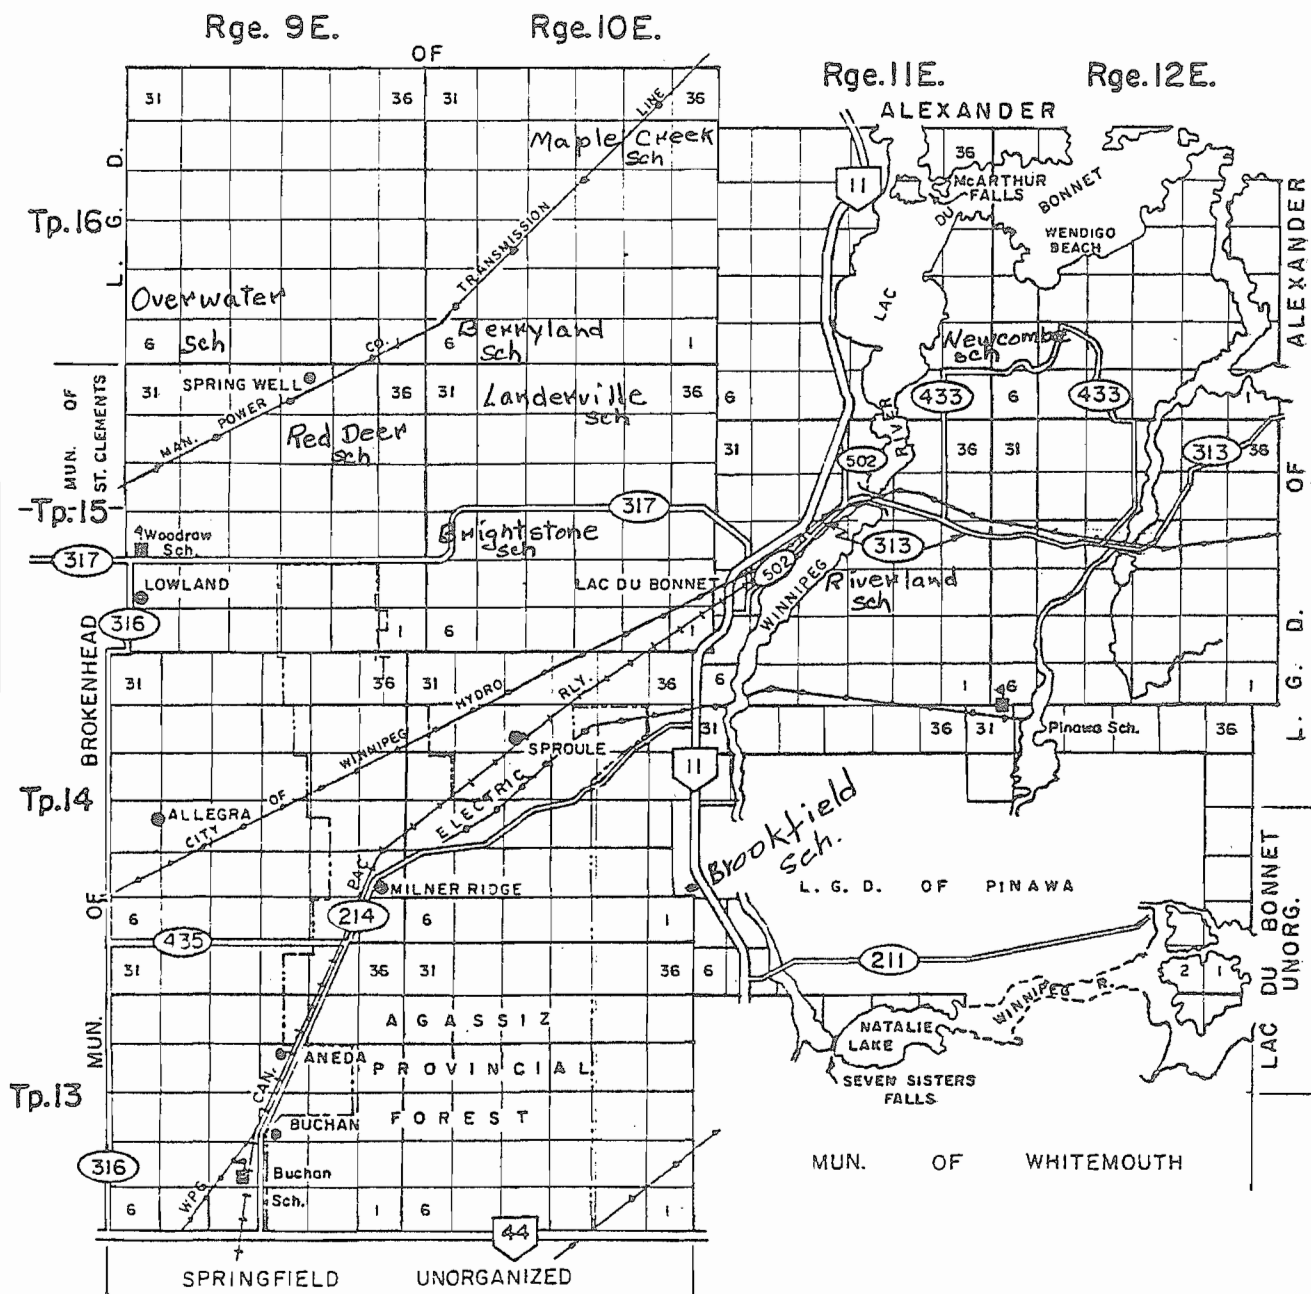 Rge. 9E. Rge. 10E.
OF
Rge. 11E. Rge. 12E.
ALEXANDER
31 36 31 36
LINE
Maple Creek
Sch
36
11
McARTHUR
FALLS
DU BONNET
WENDIGO
BEACH
Tp. 16
L. G. D.
TRANSMISSION
LAC
ALEXANDER
Overwater
Sch
6
CO. 1
6 Berryland
Sch
1
Newcombe
Sch
MUN. OF
ST. CLEMENTS
31 SPRING WELL 36 31 Landerville
Sch
36 6
433 6 433 1
MAN. POWER
Red Deer
Sch
31
RIVER
502
36 31
313 36
OF
Tp. 15
317
Woodrow
Sch.
317
Brightstone
Sch
313
502
LOWLAND
LAC DU BONNET
WINNIPEG
Riverland
Sch
316
1 6 1
BROKENHEAD
L. G. D.
31 36 31 36 6 1 6 1
HYDRO
RLY.
WINNIPEG
SPROULE
31 36 31 Pinawa Sch. 36
11
Tp. 14
ALLEGRA
CITY OF
ELECTRIC
Brookfield
Sch.
PAC.
MILNER RIDGE
L. G. D. OF PINAWA
LAC DU BONNET
UNORG.
OF
6 214 6 1
435
211
31 36 31 36 6
2 1
MUN.
AGASSIZ
WINNIPEG R.
NATALIE
LAKE
ANEDA
PROVINCIAL
SEVEN SISTERS
FALLS
Tp. 13
CAN.
BUCHAN
FOREST
316
Buchan
Sch.
MUN. OF WHITEMOUTH
WPG.
6 1 6 1
44
SPRINGFIELD UNORGANIZED